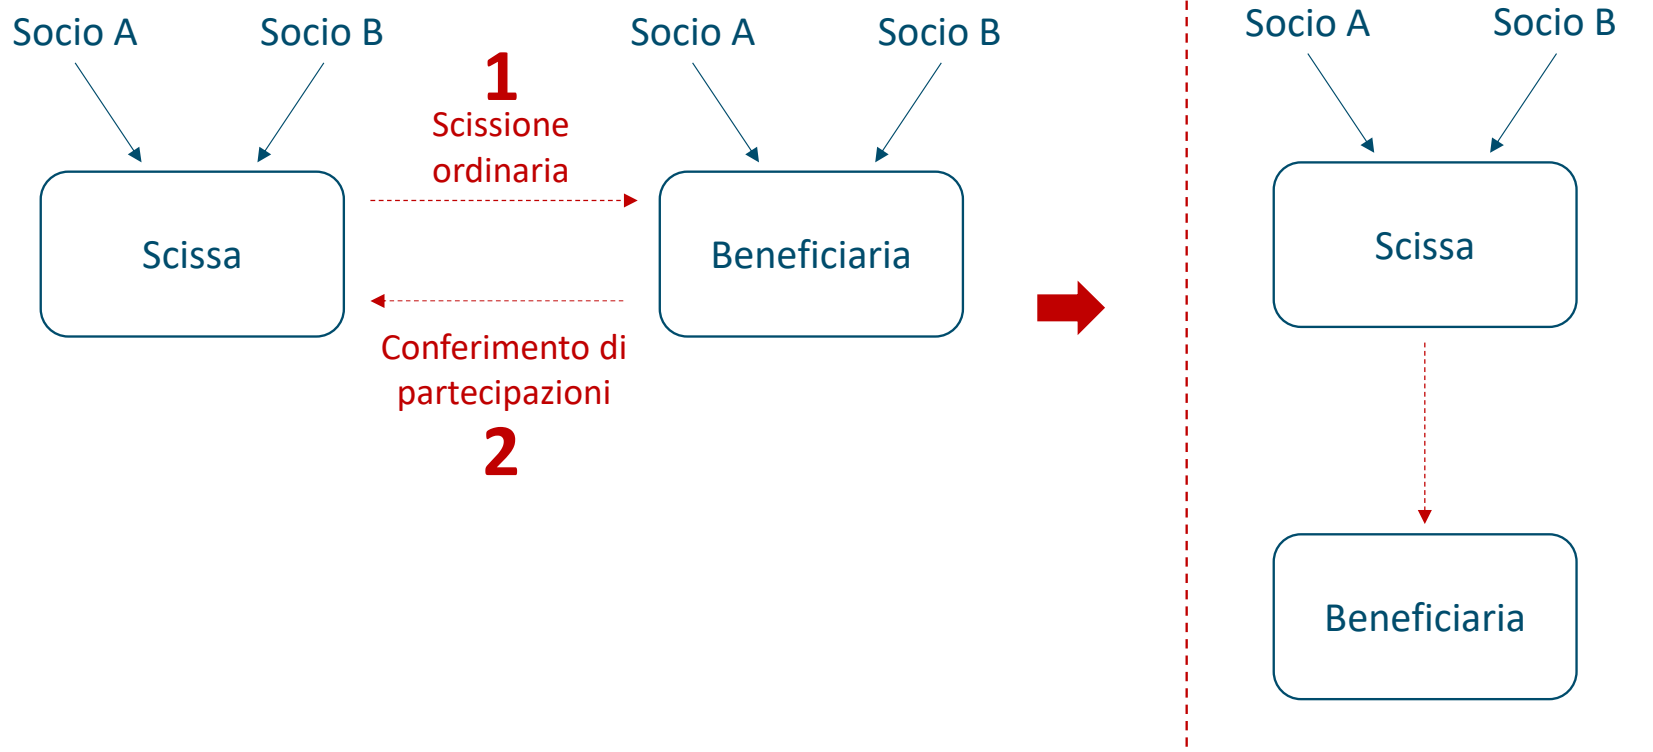 Socio A
Socio B
1
Scissione
ordinaria
Socio A
Socio B
Scissa
Beneficiaria
Conferimento di
partecipazioni
2
Socio A
Socio B
Scissa
Beneficiaria